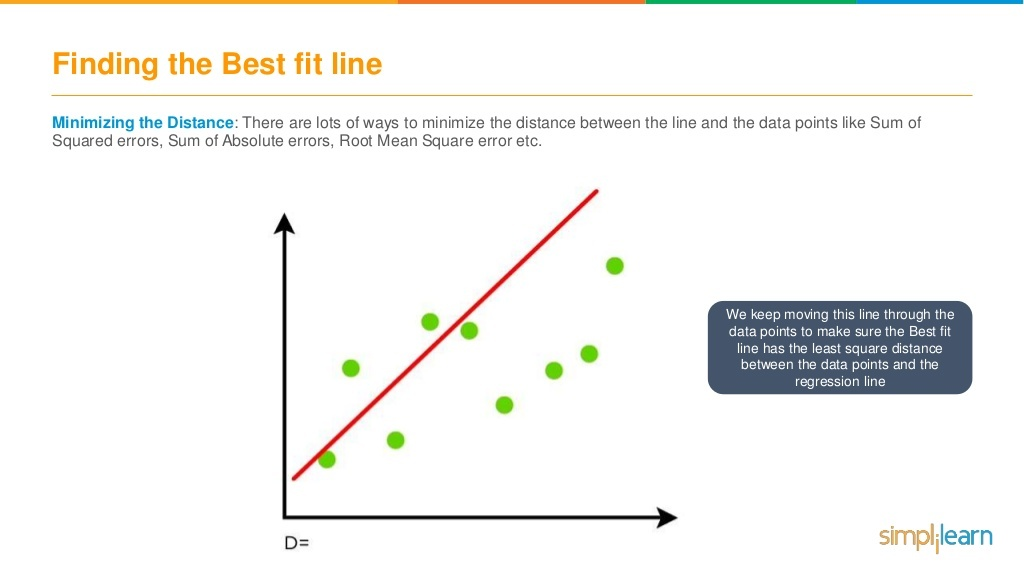 Finding the Best fit line
Minimizing the Distance: There are lots of ways to minimize the distance between the line and the data points like Sum of
Squared errors, Sum of Absolute errors, Root Mean Square error etc.
We keep moving this line through the
data points to make sure the Best fit
line has the least square distance
between the data points and the
regression line
D=
simplilearn